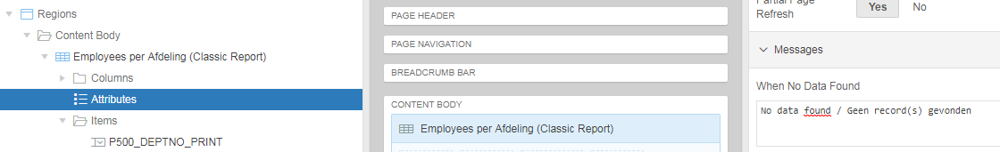 Regions
Content Body
Employees per Afdeling (Classic Report)
Columns
Attributes
Items
P500_DEPTNO_PRINT
PAGE HEADER
PAGE NAVIGATION
BREADCRUMB BAR
CONTENT BODY
Employees per Afdeling (Classic Report)
Partial Page
Refresh
Yes
No
Messages
When No Data Found
No data found / Geen record(s) gevonden